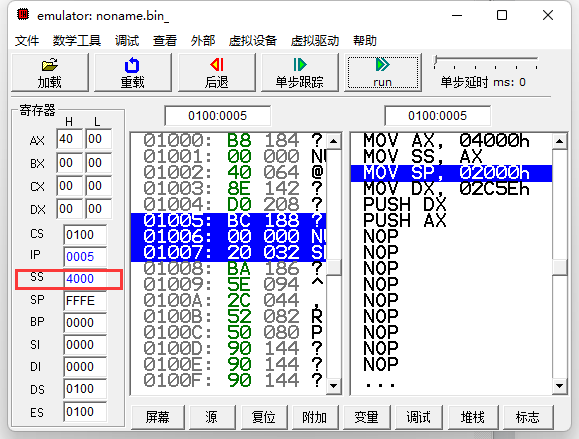 emulator: noname.bin_
文件 数学工具 调试 查看 外部 虚拟设备 虚拟驱动 帮助
加载 重载 后退 单步跟踪 run 单步延时 ms: 0
寄存器
H L
AX 40 00
BX 00 00
CX 00 00
DX 00 00
CS 0100
IP 0005
SS 4000
SP FFFE
BP 0000
SI 0000
DI 0000
DS 0100
ES 0100
0100:0005
01000: B8 184 ?
01001: 00 000 NU
01002: 40 064 @
01003: 8E 142 ?
01004: D0 208 ?
01005: BC 188 ?
01006: 00 000 NU
01007: 20 032 SP
01008: BA 186 ?
01009: 5E 094 ^
0100A: 2C 044 ,
0100B: 52 082 R
0100C: 50 080 P
0100D: 90 144 ?
0100E: 90 144 ?
0100F: 90 144 ?
0100:0005
MOV AX, 04000h
MOV SS, AX
MOV SP, 02000h
MOV DX, 02C5Eh
PUSH DX
PUSH AX
NOP
NOP
NOP
NOP
NOP
NOP
NOP
NOP
NOP
...
屏幕 源 复位 附加 变量 调试 堆栈 标志